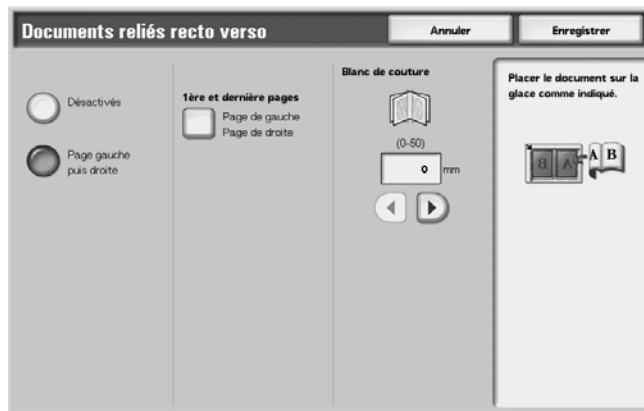 Documents reliés recto verso
Annuler
Enregistrer
Désactivés
Page gauche
puis droite
1ère et dernière pages
Page de gauche
Page de droite
Blanc de couture
(0-50)
0 mm
Placer le document sur la
glace comme indiqué.
A B
A B